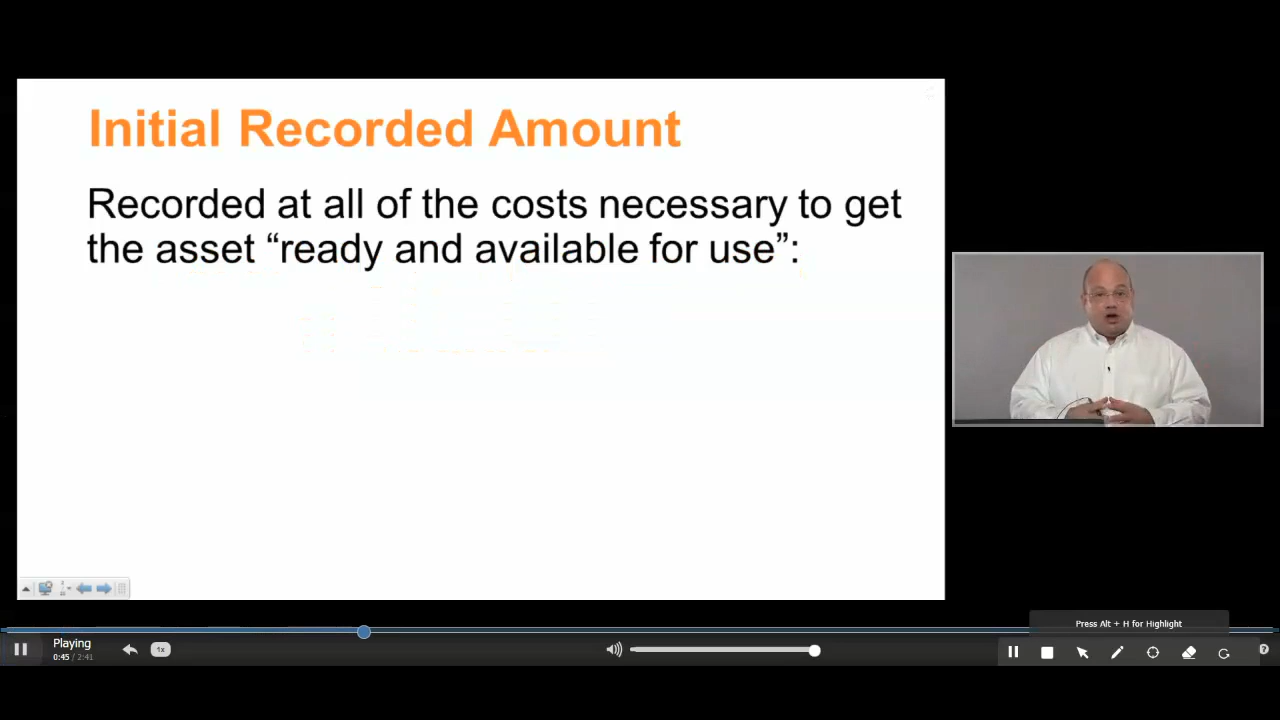 Initial Recorded Amount
Recorded at all of the costs necessary to get
the asset “ready and available for use”:
Press Alt + H for Highlight
Playing
0:45 / 2:41
1x
?